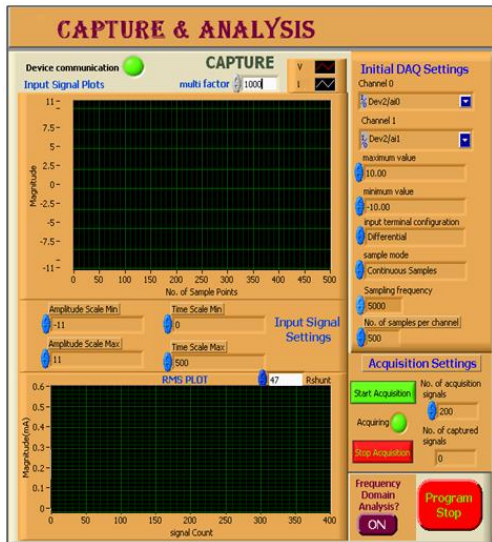 CAPTURE & ANALYSIS
Device communication
CAPTURE
V
Input Signal Plots
multi factor
1000
I
11
7.5
5
2.5
0
-2.5
-5
-7.5
-11
Magnitude
0 50 100 150 200 250 300 350 400 450 500
No. of Sample Points
Amplitude Scale Min
-11
Time Scale Min
0
Input Signal
Settings
Amplitude Scale Max
11
Time Scale Max
500
RMS PLOT
47
Rshunt
0.6
0.5
0.4
0.3
0.2
0.1
0
Magnitude(mA)
0 50 100 150 200 250 300 350 400
signal Count
Initial DAQ Settings
Channel 0
Dev2/ai0
Channel 1
Dev2/ai1
maximum value
10.00
minimum value
-10.00
input terminal configuration
Differential
sample mode
Continuous Samples
Sampling frequency
5000
No. of samples per channel
500
Acquisition Settings
Start Acquisition
No. of acquisition
signals
200
Acquiring
No. of captured
signals
Stop Acquisition
0
Frequency
Domain
Analysis?
ON
Program
Stop